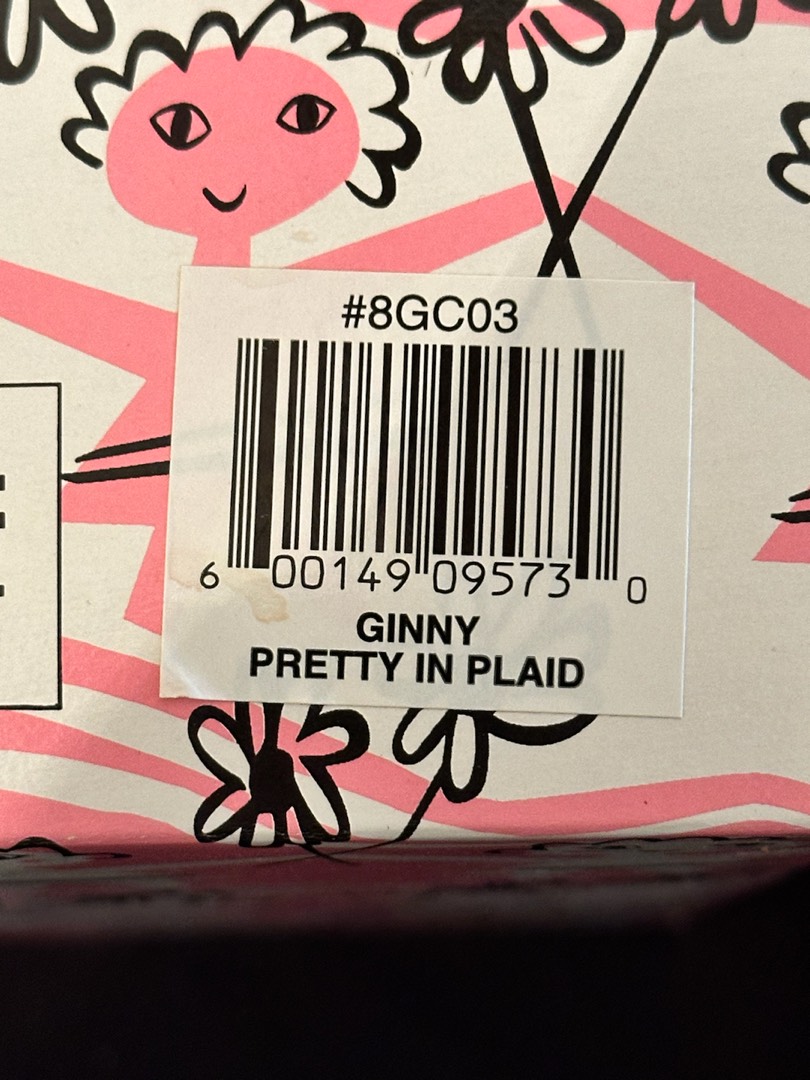 #8GC03
6 00149 09573 0
GINNY
PRETTY IN PLAID